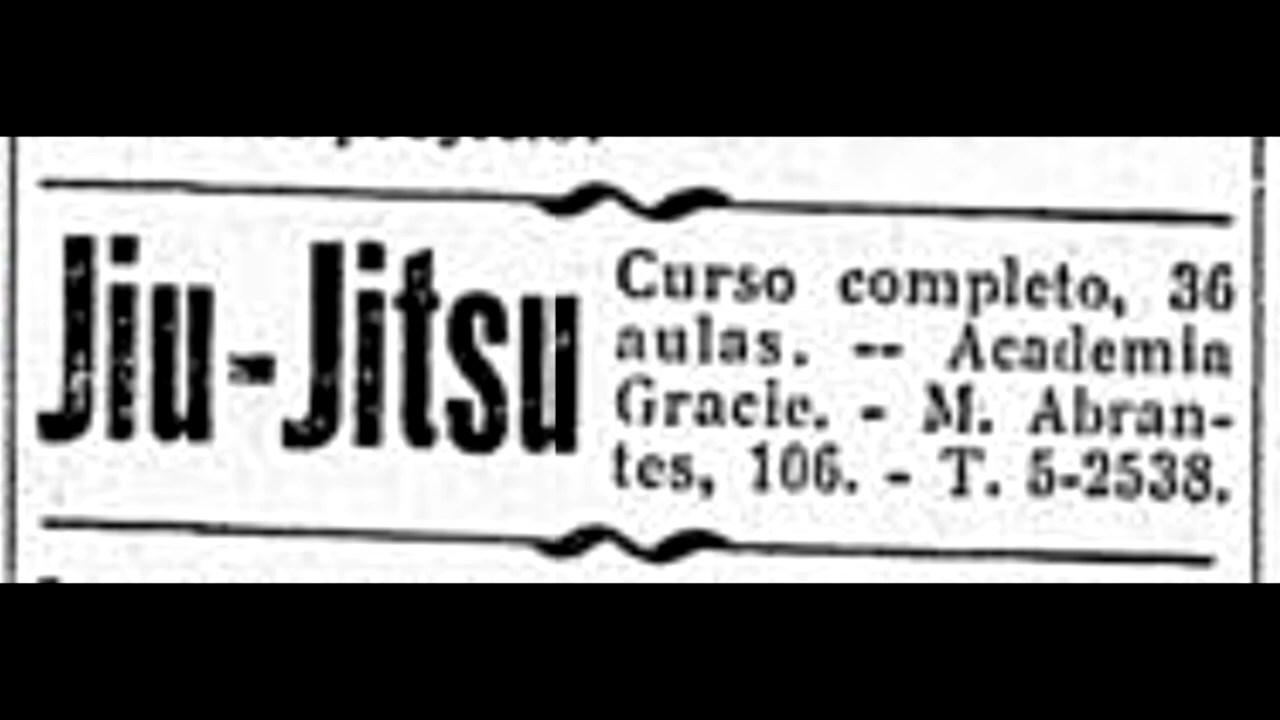 Jiu-Jitsu
Curso completo, 36
aulas. -- Academia
Gracie. - M. Abran-
tes, 106. - T. 5-2538.